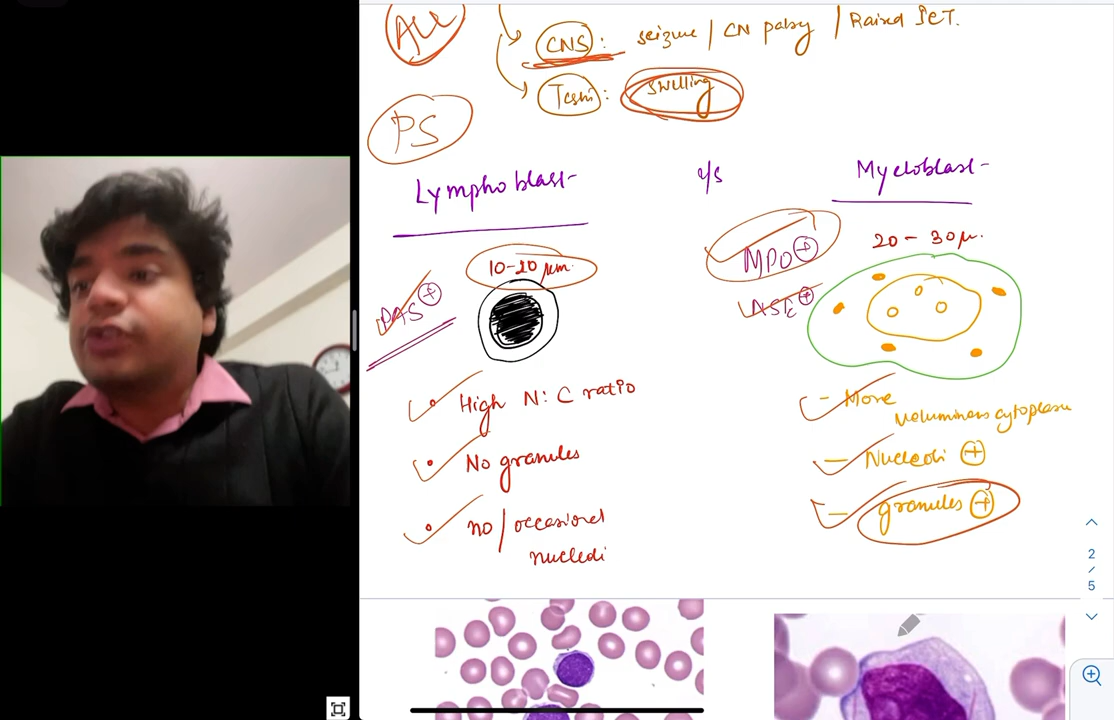 ALL
CNS: seizure / CN palsy / Raised ICT.
Testis: swelling
PS
Lymphoblast- v/s Myeloblast-
10-20 μm. MPO + 20 - 30 μ.
PAS + NSE +
• High N:C ratio
• No granules
• no/occasional
nucleoli
- More
voluminous cytoplasm
- Nucleoli +
- granules +
2
/
5